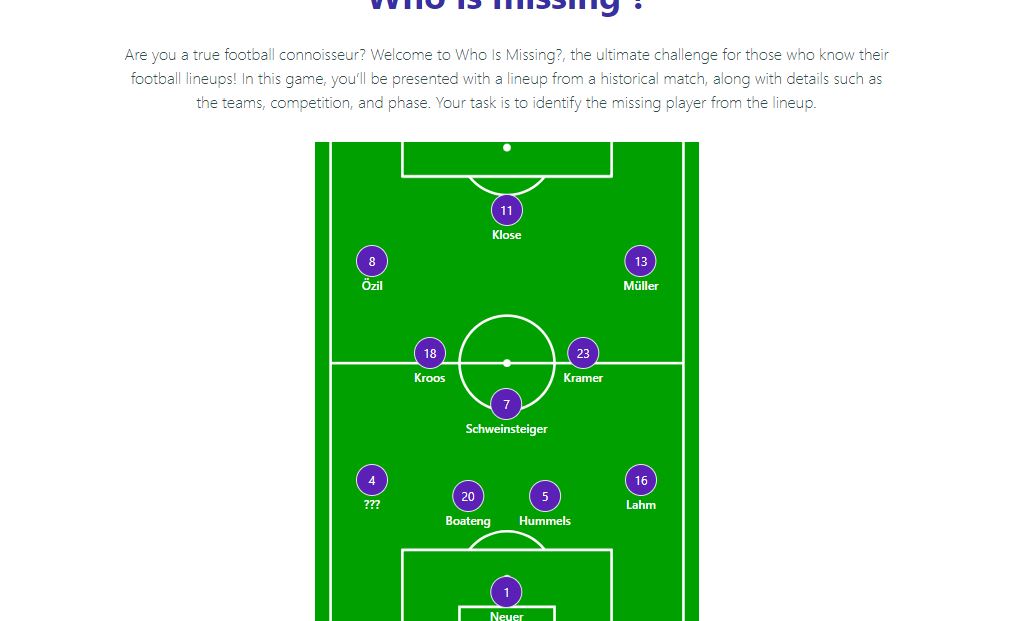 Who is missing ?
Are you a true football connoisseur? Welcome to Who Is Missing?, the ultimate challenge for those who know their
football lineups! In this game, you’ll be presented with a lineup from a historical match, along with details such as
the teams, competition, and phase. Your task is to identify the missing player from the lineup.
11
Klose
8
Özil
13
Müller
18
Kroos
23
Kramer
7
Schweinsteiger
4
???
20
Boateng
5
Hummels
16
Lahm
1
Neuer